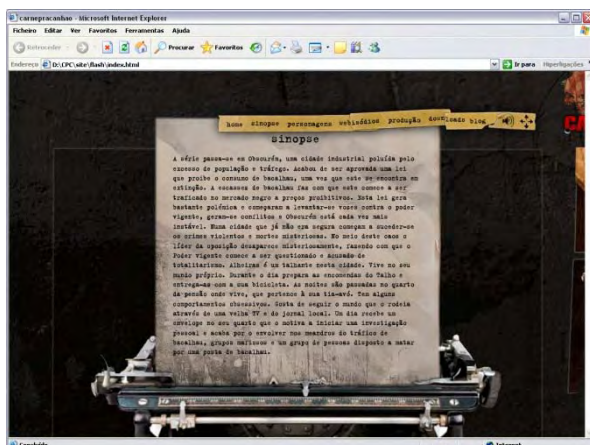 carnepracanhao - Microsoft Internet Explorer
Ficheiro Editar Ver Favoritos Ferramentas Ajuda
Retroceder Procurar Favoritos
Endereço D:\CPC\site\flash\index.html Ir para Hiperligações
home sinopse personagens webisódios produção downloads blog
sinopse
A série passa-se em Obscurém, uma cidade industrial poluída pelo
excesso de população e tráfego. Acabou de ser aprovada uma lei
que proíbe o consumo de bacalhau, uma vez que este se encontra em
extinção. A escassez de bacalhau faz com que este comece a ser
traficado no mercado negro a preços proibitivos. Esta lei gera
bastante polémica e começaram a levantar-se vozes contra o poder
vigente, geram-se conflitos e Obscurém está cada vez mais
instável. Numa cidade que já não era segura começam a suceder-se
os crimes violentos e mortes misteriosas. No meio deste caos o
líder da oposição desaparece misteriosamente, fazendo com que o
Poder Vigente comece a ser questionado e acusado de
totalitarismo. Alheiras é um talhante nesta cidade. Vive no seu
mundo próprio. Durante o dia prepara as encomendas do Talho e
entrega-as com a sua bicicleta. As noites são passadas no quarto
da pensão onde vive, que pertence à sua tia-avó. Tem alguns
comportamentos obsessivos. Gosta de seguir o mundo que o rodeia
através de uma velha TV e do jornal local. Um dia recebe um
envelope no seu quarto que o motiva a iniciar uma investigação
pessoal e acaba por o envolver nos meandros do tráfico de
bacalhau, grupos mafiosos e um grupo de pessoas disposto a matar
por uma posta de bacalhau.
CA
Concluído Internet